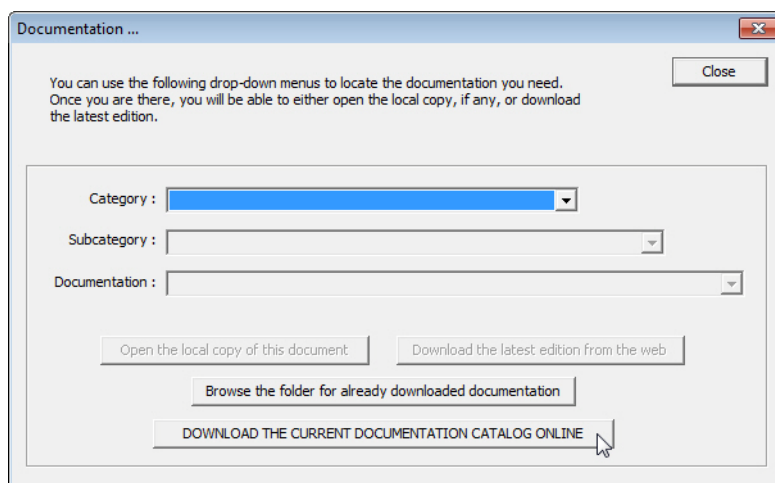 Documentation ...
Close
You can use the following drop-down menus to locate the documentation you need.
Once you are there, you will be able to either open the local copy, if any, or download
the latest edition.
Category :
Subcategory :
Documentation :
Open the local copy of this document
Download the latest edition from the web
Browse the folder for already downloaded documentation
DOWNLOAD THE CURRENT DOCUMENTATION CATALOG ONLINE